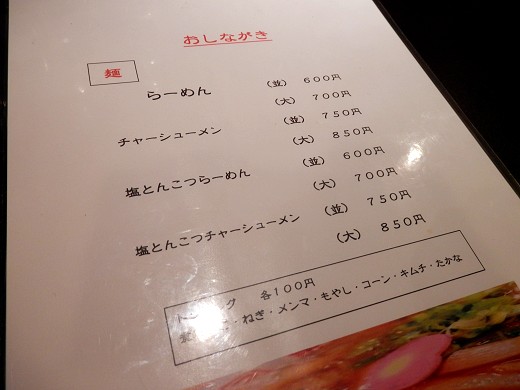 おしながき
麺
らーめん （並） ６００円
（大） ７００円
チャーシューメン （並） ７５０円
（大） ８５０円
塩とんこつらーめん （並） ６００円
（大） ７００円
塩とんこつチャーシューメン （並） ７５０円
（大） ８５０円
各１００円
ねぎ・メンマ・もやし・コーン・キムチ・たかな